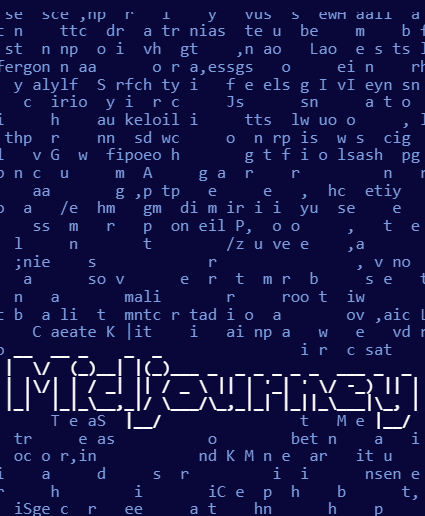 se sce ,np r i y vus s ewH aall a
c n ttc dr a tr nias te u be m b f
st n np o i vh gt ,n ao Lao e s ts l
fergon n aa o r a,essgs o ei n rh
y alylf S rfch ty i f e els g I vI eyn sn
c irio y i r c Js sn a t o
i h au keloil i tts lw uo o , l
thp r nn sd wc o n rp is w s cig
l v G w fipoeo h g t f i o lsash pg
o n c u m A g a r r n n
aa g ,p tp e e , hc etiy
o a /e hm gm di m ir i i yu se e
ss m r p on eil P, o o , t e
l n t /z u ve e ,a
;nie s r , v no
a so v e r t m r b s e t
n a mali r roo t iw
t b a li t mntc r tad i o a ov ,aic L
C aeate K |it i ai np a w e vd r
i r c sat
Midjourney
T e aS t M e
tr e as o bet n a i
oc o r,in nd K M n e ar it u
i a d s r i i nsen e
r h i iC e p h b t,
iSge c r ee a t hn h p